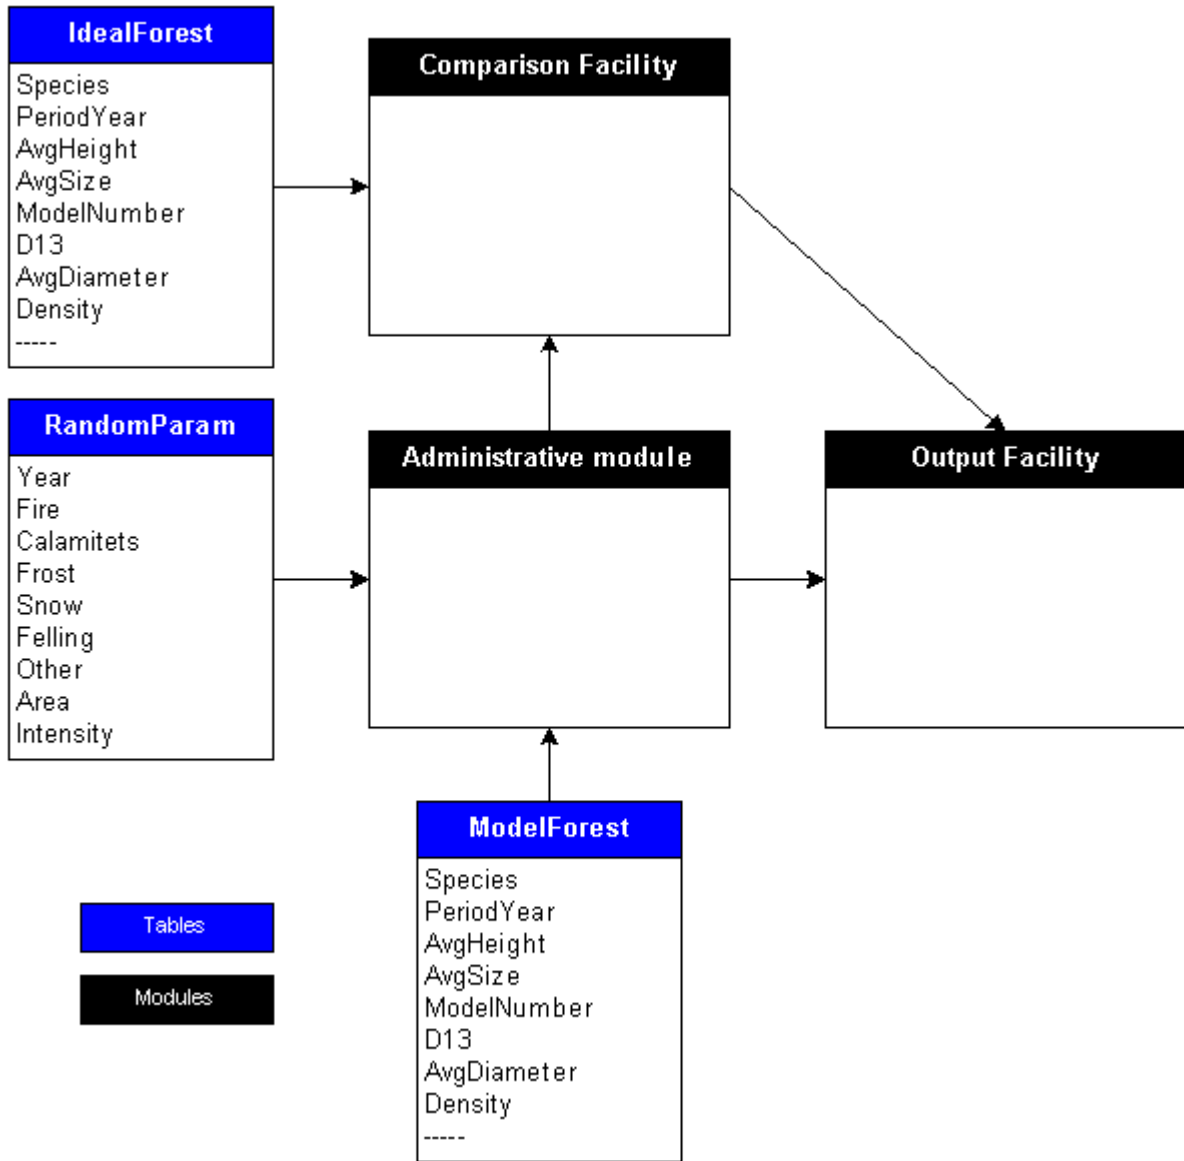 IdealForest
Species
PeriodYear
AvgHeight
AvgSize
ModelNumber
D13
AvgDiameter
Density
-----
Comparison Facility
RandomParam
Year
Fire
Calamitets
Frost
Snow
Felling
Other
Area
Intensity
Administrative module
Output Facility
ModelForest
Species
PeriodYear
AvgHeight
AvgSize
ModelNumber
D13
AvgDiameter
Density
-----
Tables
Modules